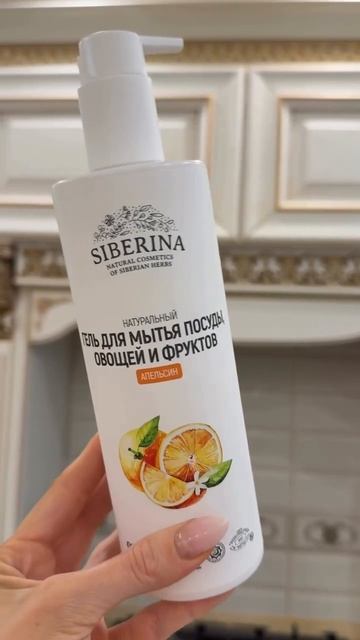 SIBERINA
NATURAL COSMETICS
OF SIBERIAN HERBS
НАТУРАЛЬНЫЙ
ГЕЛЬ ДЛЯ МЫТЬЯ ПОСУДЫ,
ОВОЩЕЙ И ФРУКТОВ
АПЕЛЬСИН